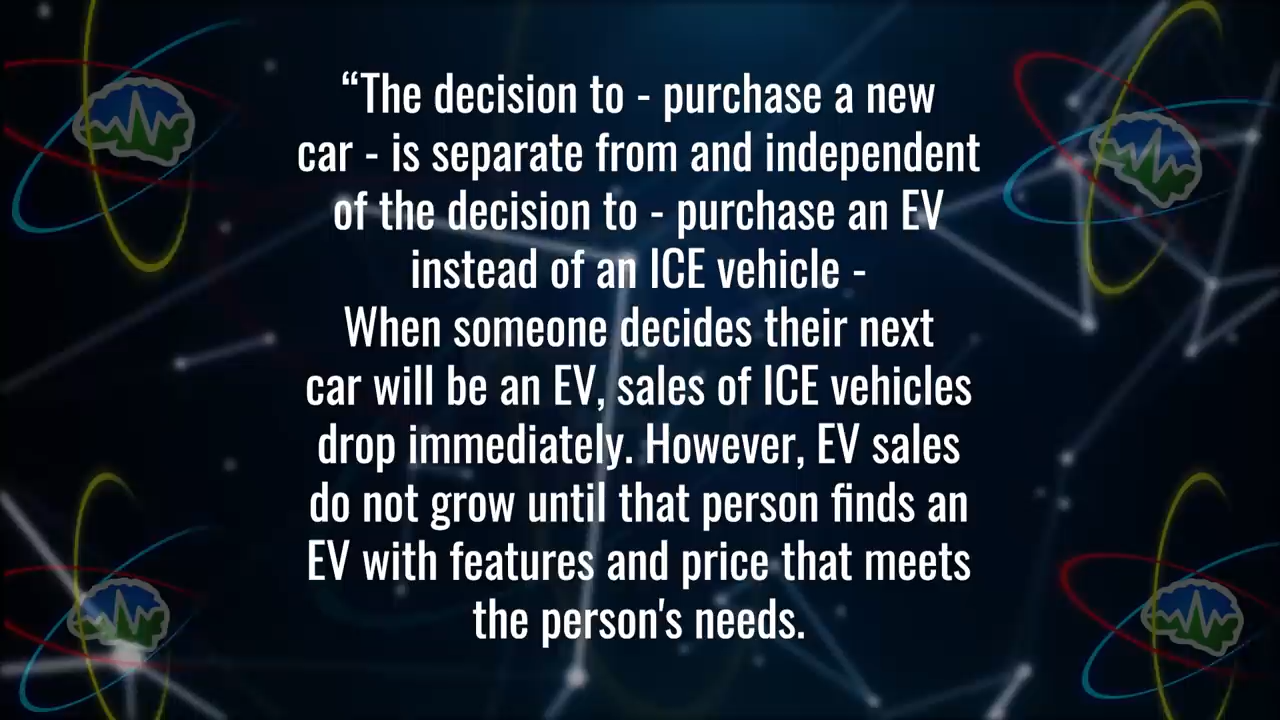 “The decision to - purchase a new
car - is separate from and independent
of the decision to - purchase an EV
instead of an ICE vehicle -
When someone decides their next
car will be an EV, sales of ICE vehicles
drop immediately. However, EV sales
do not grow until that person finds an
EV with features and price that meets
the person's needs.